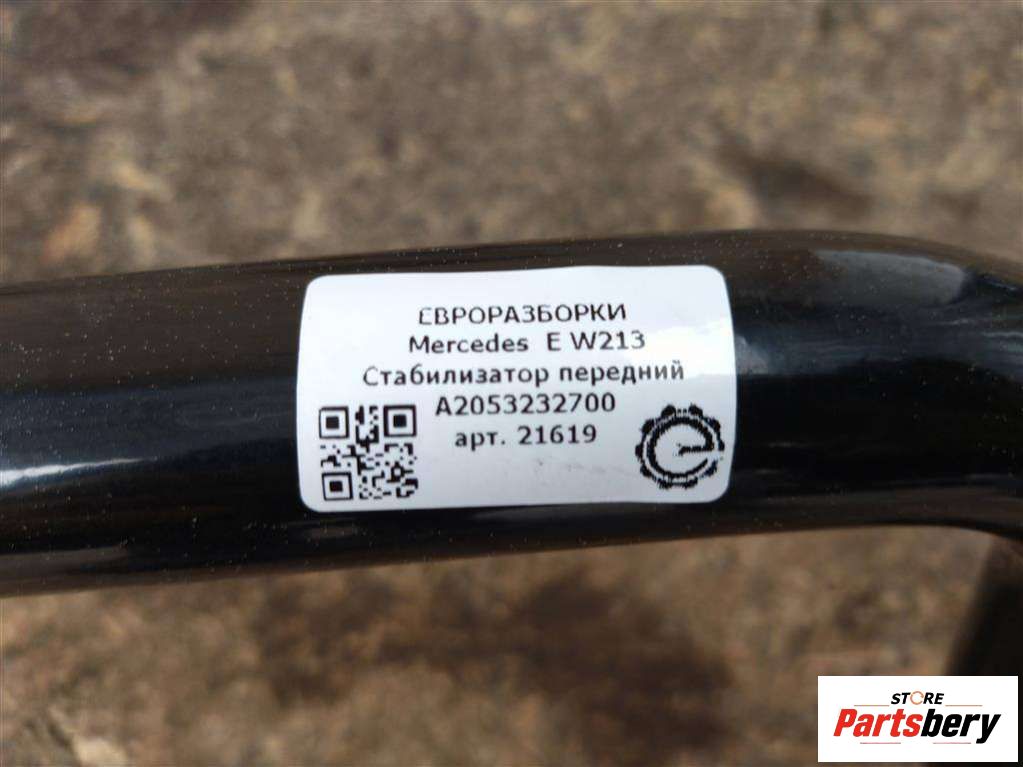 ЕВРОРАЗБОРКИ
Mercedes E W213
Стабилизатор передний
A2053232700
арт. 21619
STORE
Partsbery